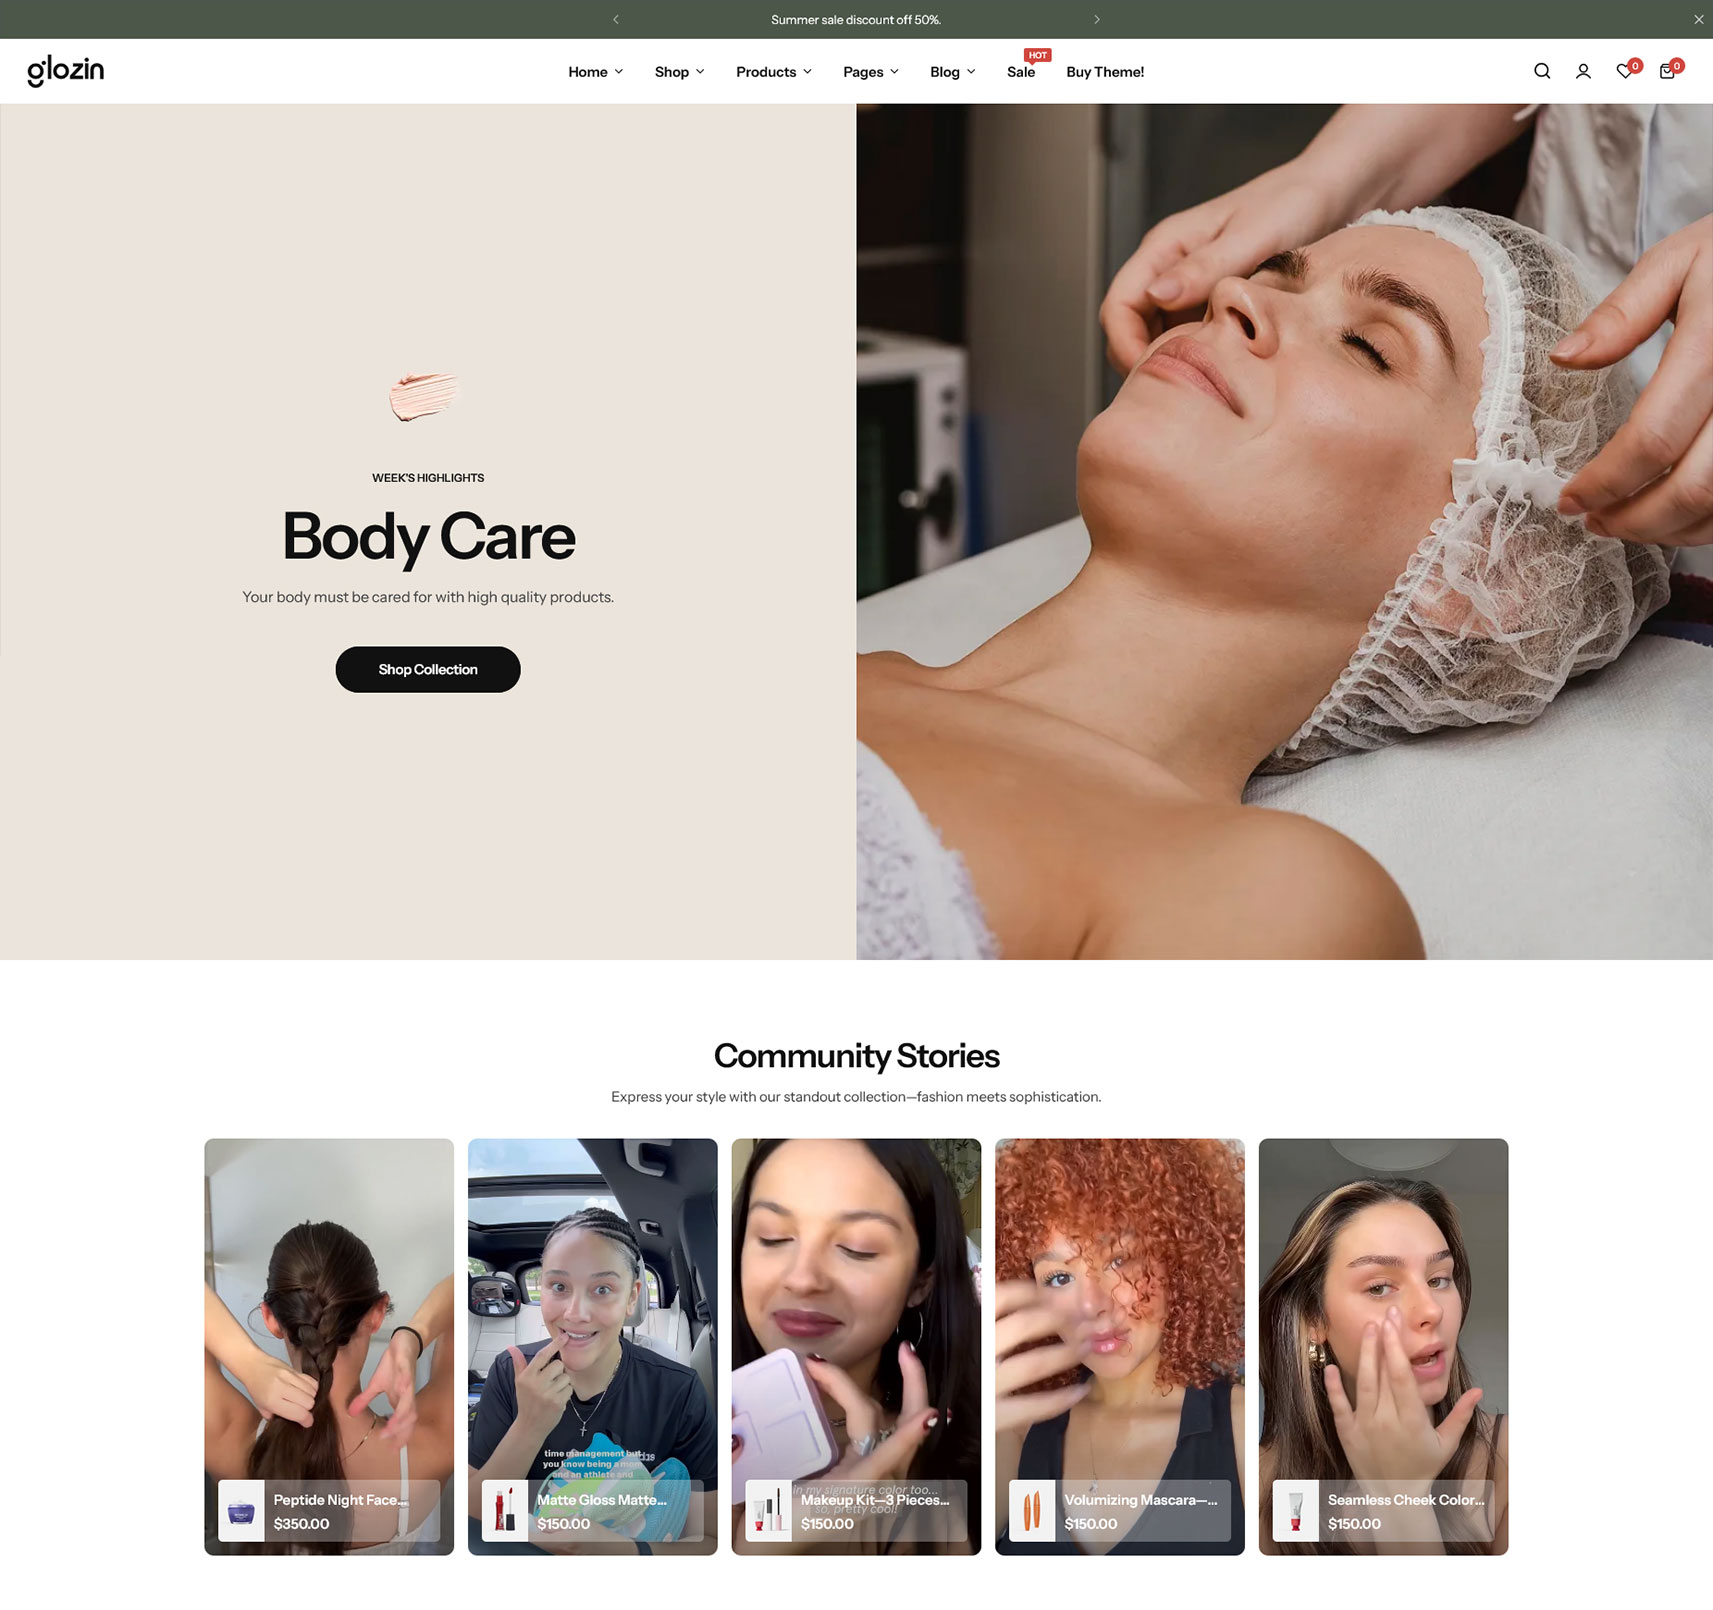 Summer sale discount off 50%.
glozin
Home
Shop
Products
Pages
Blog
Sale
HOT
Buy Theme!
0
0
WEEK'S HIGHLIGHTS
Body Care
Your body must be cared for with high quality products.
Shop Collection
Community Stories
Express your style with our standout collection—fashion meets sophistication.
Peptide Night Face...
$350.00
time management but
you know being a mom
and an athlete and
Matte Gloss Matte...
$150.00
in my signature color too...
so. pretty cool!
Makeup Kit—3 Pieces...
$150.00
Volumizing Mascara—...
$150.00
Seamless Cheek Color...
$150.00